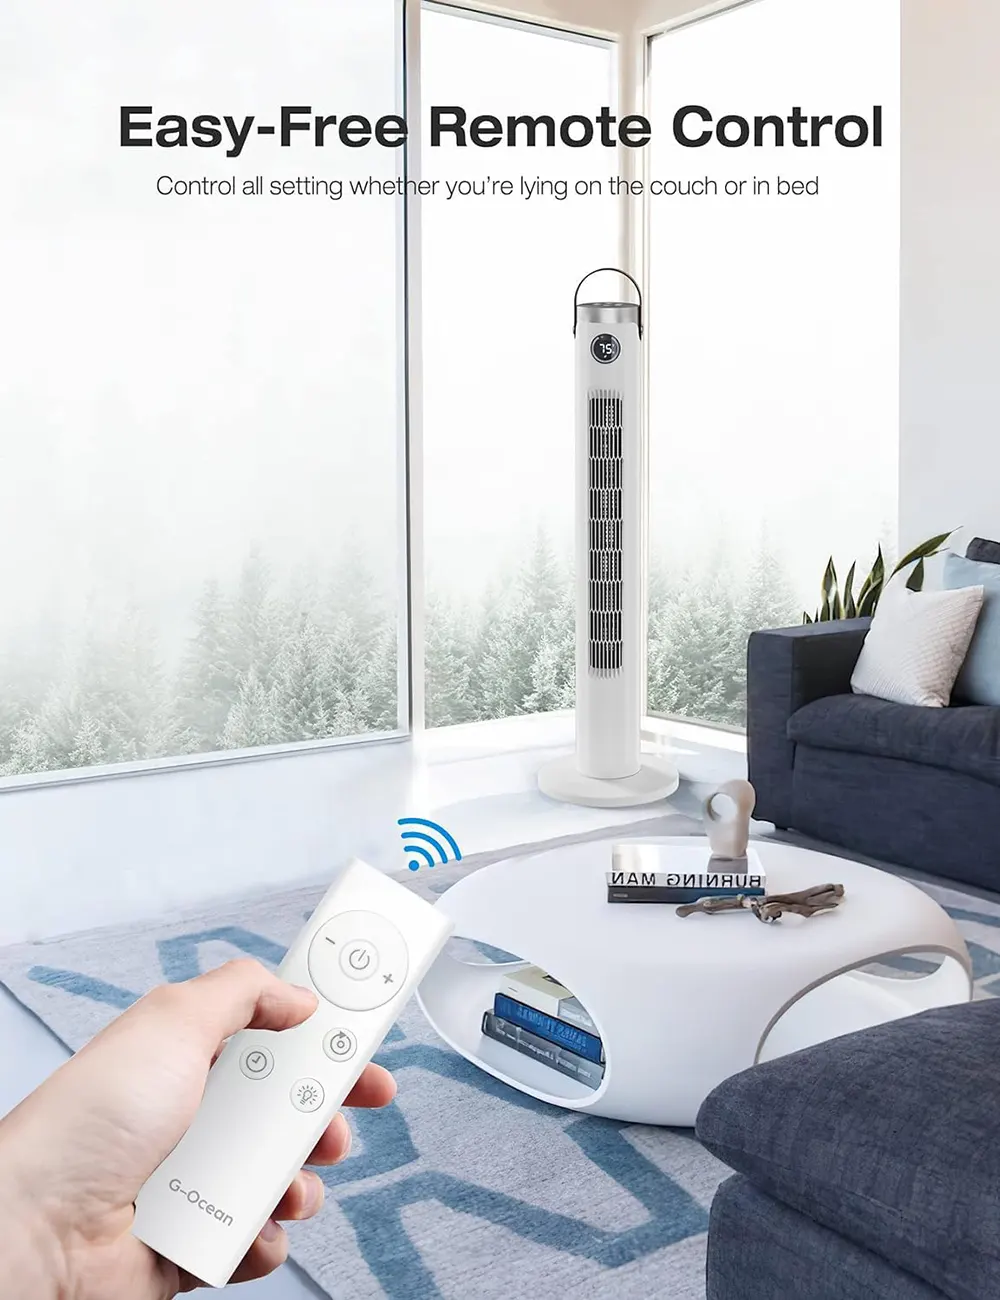 Easy-Free Remote Control
Control all setting whether you're lying on the couch or in bed
75
BURNING
MAN
G-Ocean